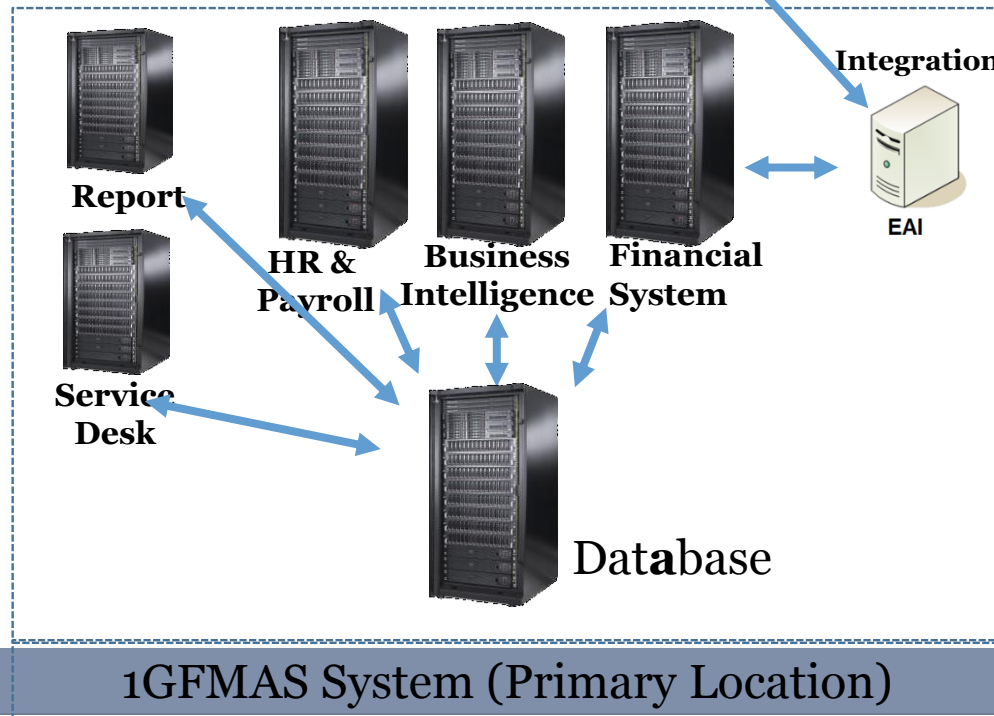 Integration
EAI
Report
HR &
Payroll
Business
Intelligence
Financial
System
Service
Desk
Database
1GFMAS System (Primary Location)